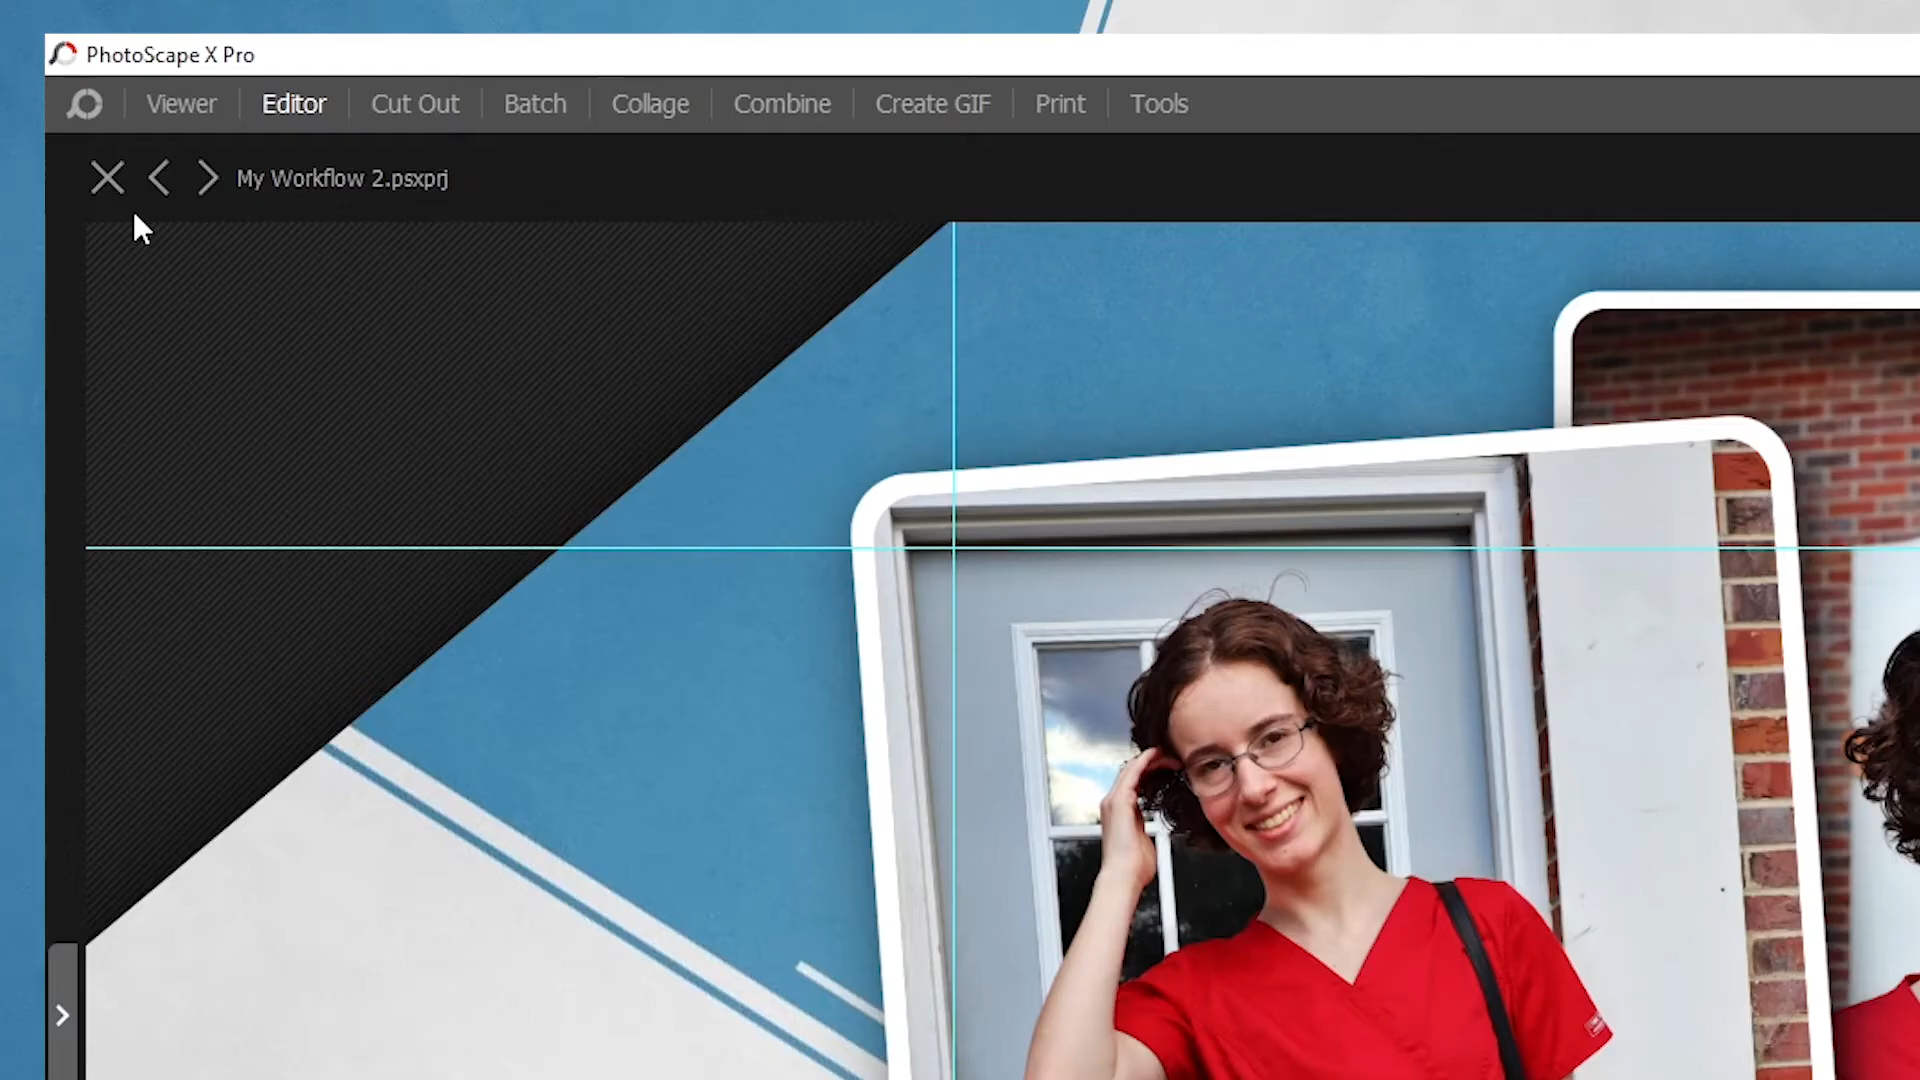 PhotoScape X Pro
Viewer Editor Cut Out Batch Collage Combine Create GIF Print Tools
My Workflow 2.psxprj